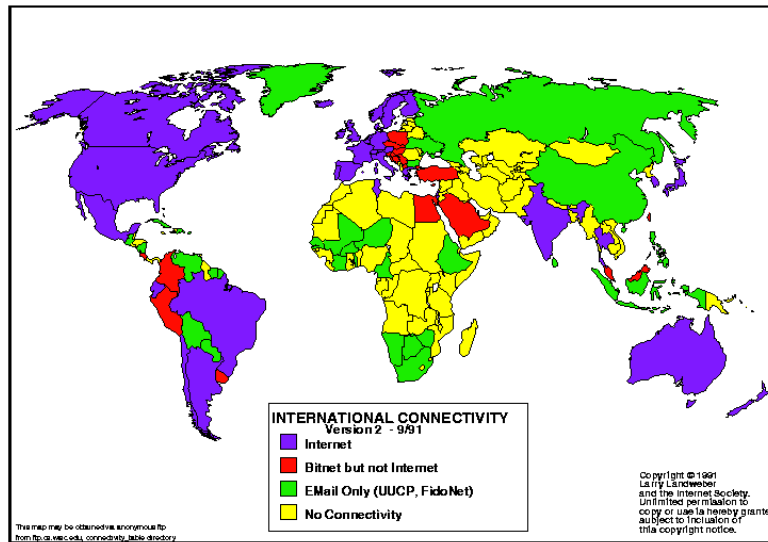 INTERNATIONAL CONNECTIVITY
Version 2 - 9/91
Internet
Bitnet but not Internet
EMail Only (UUCP, FidoNet)
No Connectivity
This map may be obtained via anonymous ftp
from ftp.cs.wisc.edu, connectivity_table directory
Copyright © 1991
Larry Landweber
and the Internet Society.
Unlimited permission to
copy or use is hereby grante
subject to inclusion of
this copyright notice.